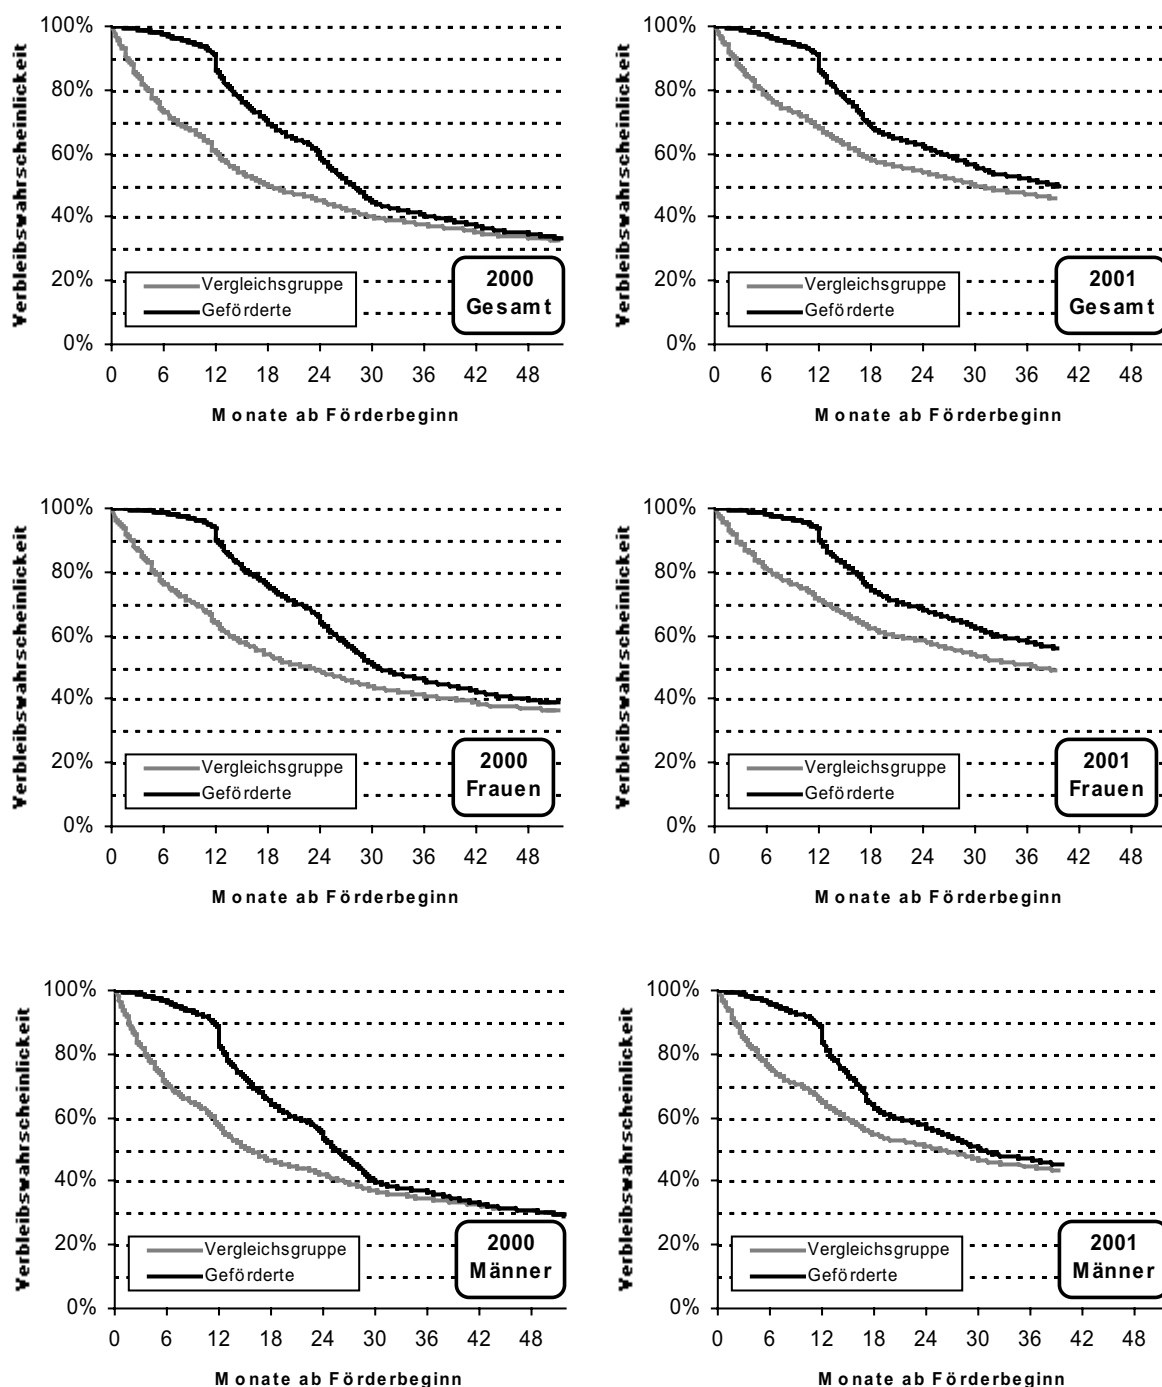 Verbleibswahrscheinlickeit
100%
80%
60%
40%
20%
0%
Vergleichsgruppe
Geförderte
2000
Gesamt
0 6 12 18 24 30 36 42 48
Monate ab Förderbeginn
Verbleibswahrscheinlickeit
100%
80%
60%
40%
20%
0%
Vergleichsgruppe
Geförderte
2001
Gesamt
0 6 12 18 24 30 36 42 48
Monate ab Förderbeginn
Verbleibswahrscheinlickeit
100%
80%
60%
40%
20%
0%
Vergleichsgruppe
Geförderte
2000
Frauen
0 6 12 18 24 30 36 42 48
Monate ab Förderbeginn
Verbleibswahrscheinlickeit
100%
80%
60%
40%
20%
0%
Vergleichsgruppe
Geförderte
2001
Frauen
0 6 12 18 24 30 36 42 48
Monate ab Förderbeginn
Verbleibswahrscheinlickeit
100%
80%
60%
40%
20%
0%
Vergleichsgruppe
Geförderte
2000
Männer
0 6 12 18 24 30 36 42 48
Monate ab Förderbeginn
Verbleibswahrscheinlickeit
100%
80%
60%
40%
20%
0%
Vergleichsgruppe
Geförderte
2001
Männer
0 6 12 18 24 30 36 42 48
Monate ab Förderbeginn